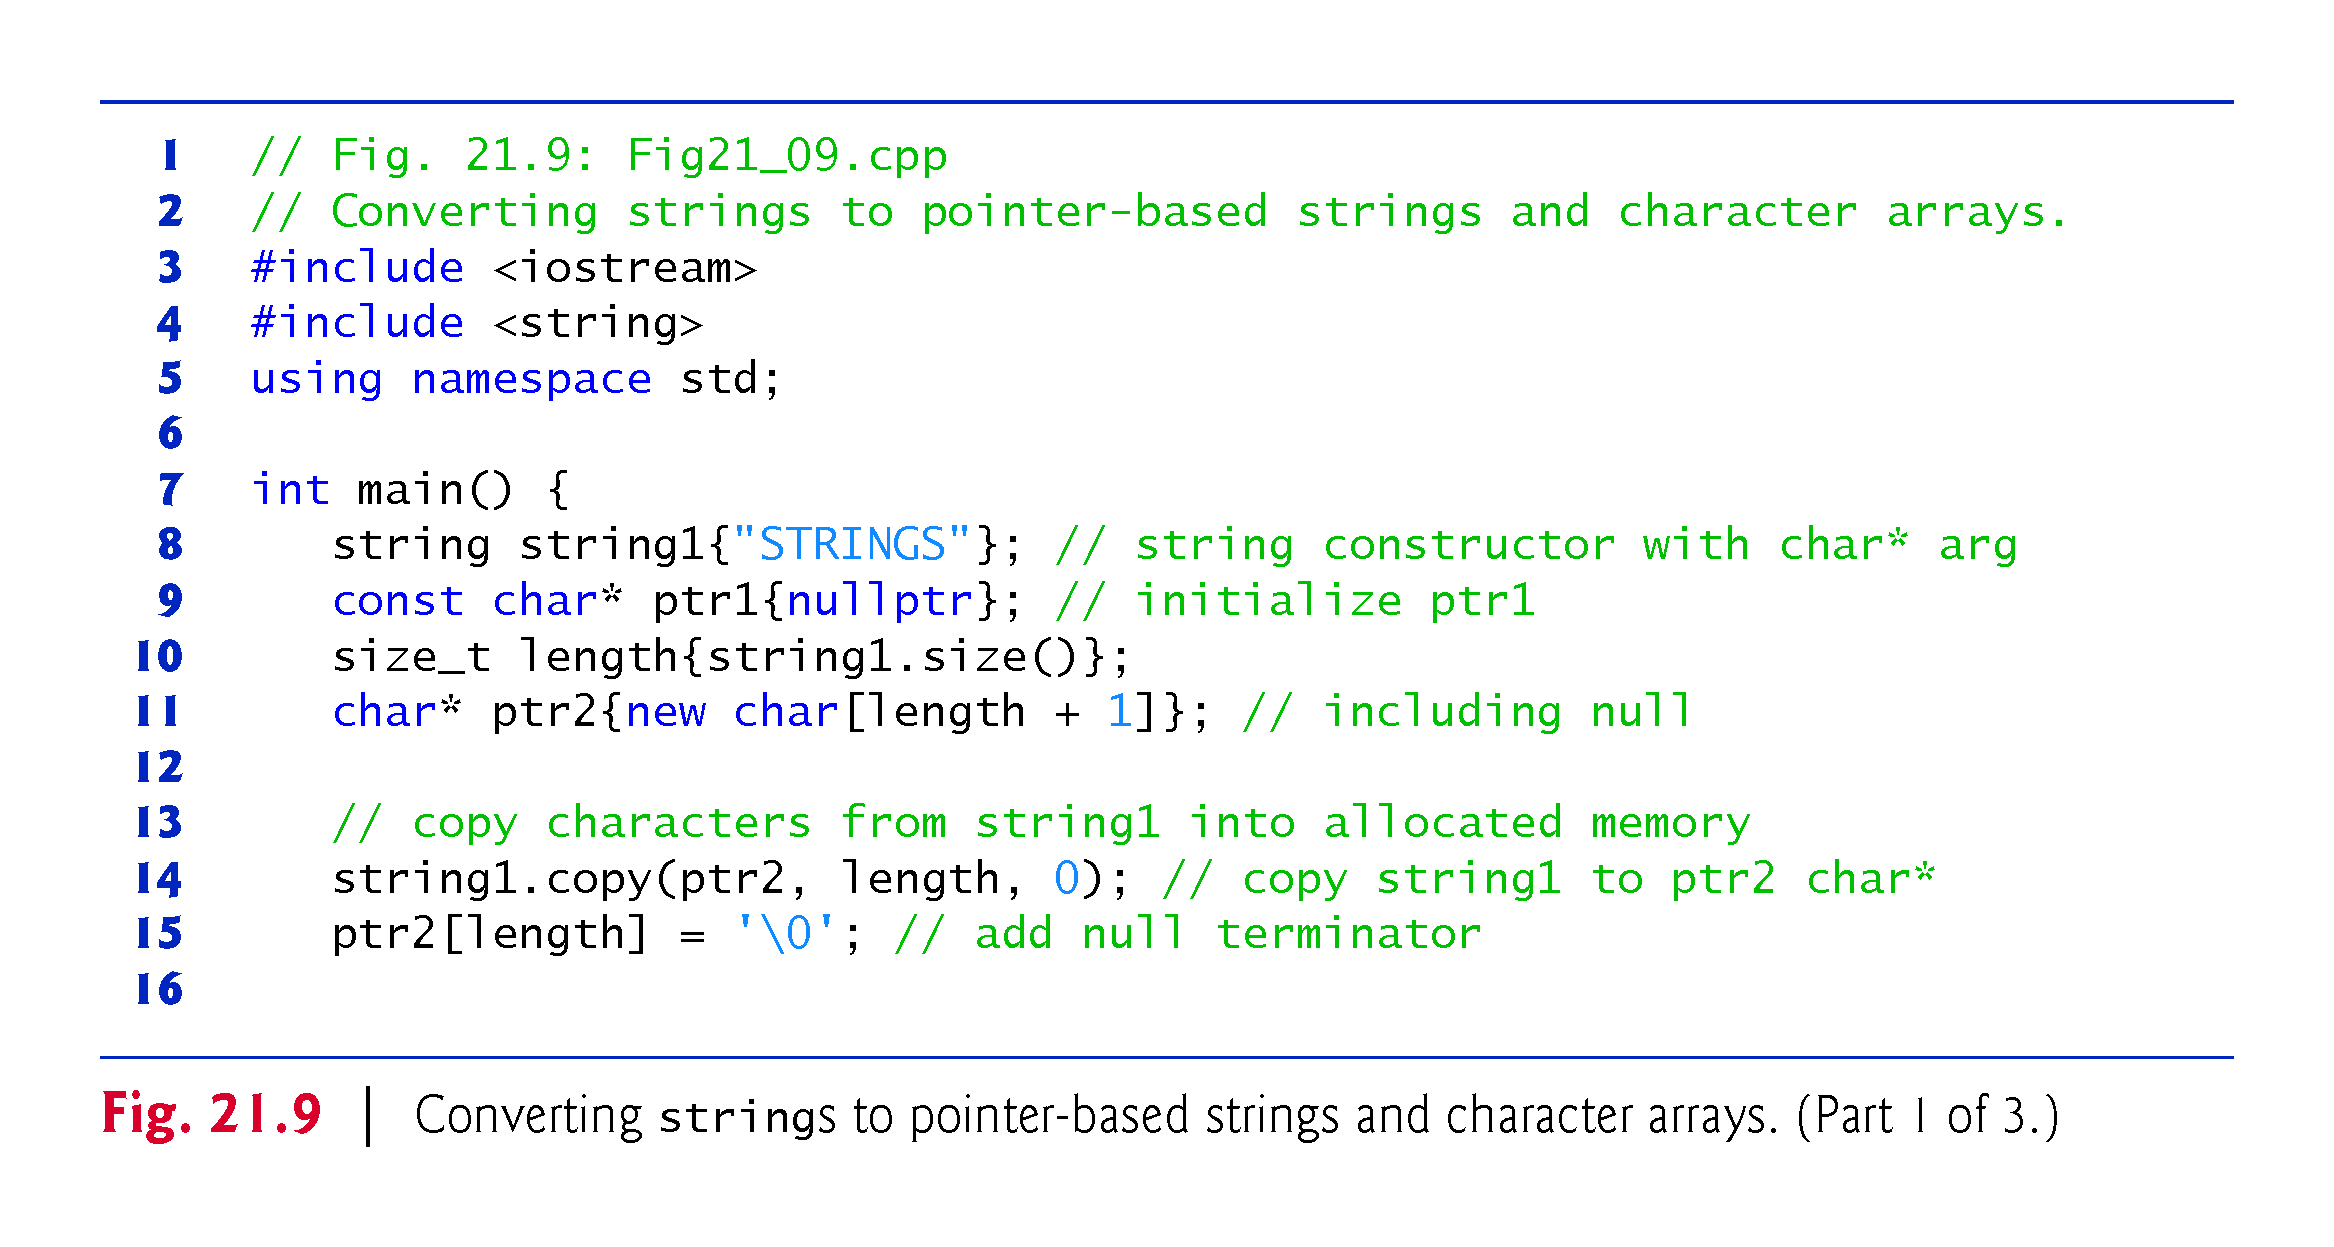 1 // Fig. 21.9: Fig21_09.cpp
2 // Converting strings to pointer-based strings and character arrays.
3 #include <iostream>
4 #include <string>
5 using namespace std;
6
7 int main() {
8 string string1{"STRINGS"}; // string constructor with char* arg
9 const char* ptr1{nullptr}; // initialize ptr1
10 size_t length{string1.size()};
11 char* ptr2{new char[length + 1]}; // including null
12
13 // copy characters from string1 into allocated memory
14 string1.copy(ptr2, length, 0); // copy string1 to ptr2 char*
15 ptr2[length] = '\0'; // add null terminator
16
Fig. 21.9 | Converting strings to pointer-based strings and character arrays. (Part 1 of 3.)